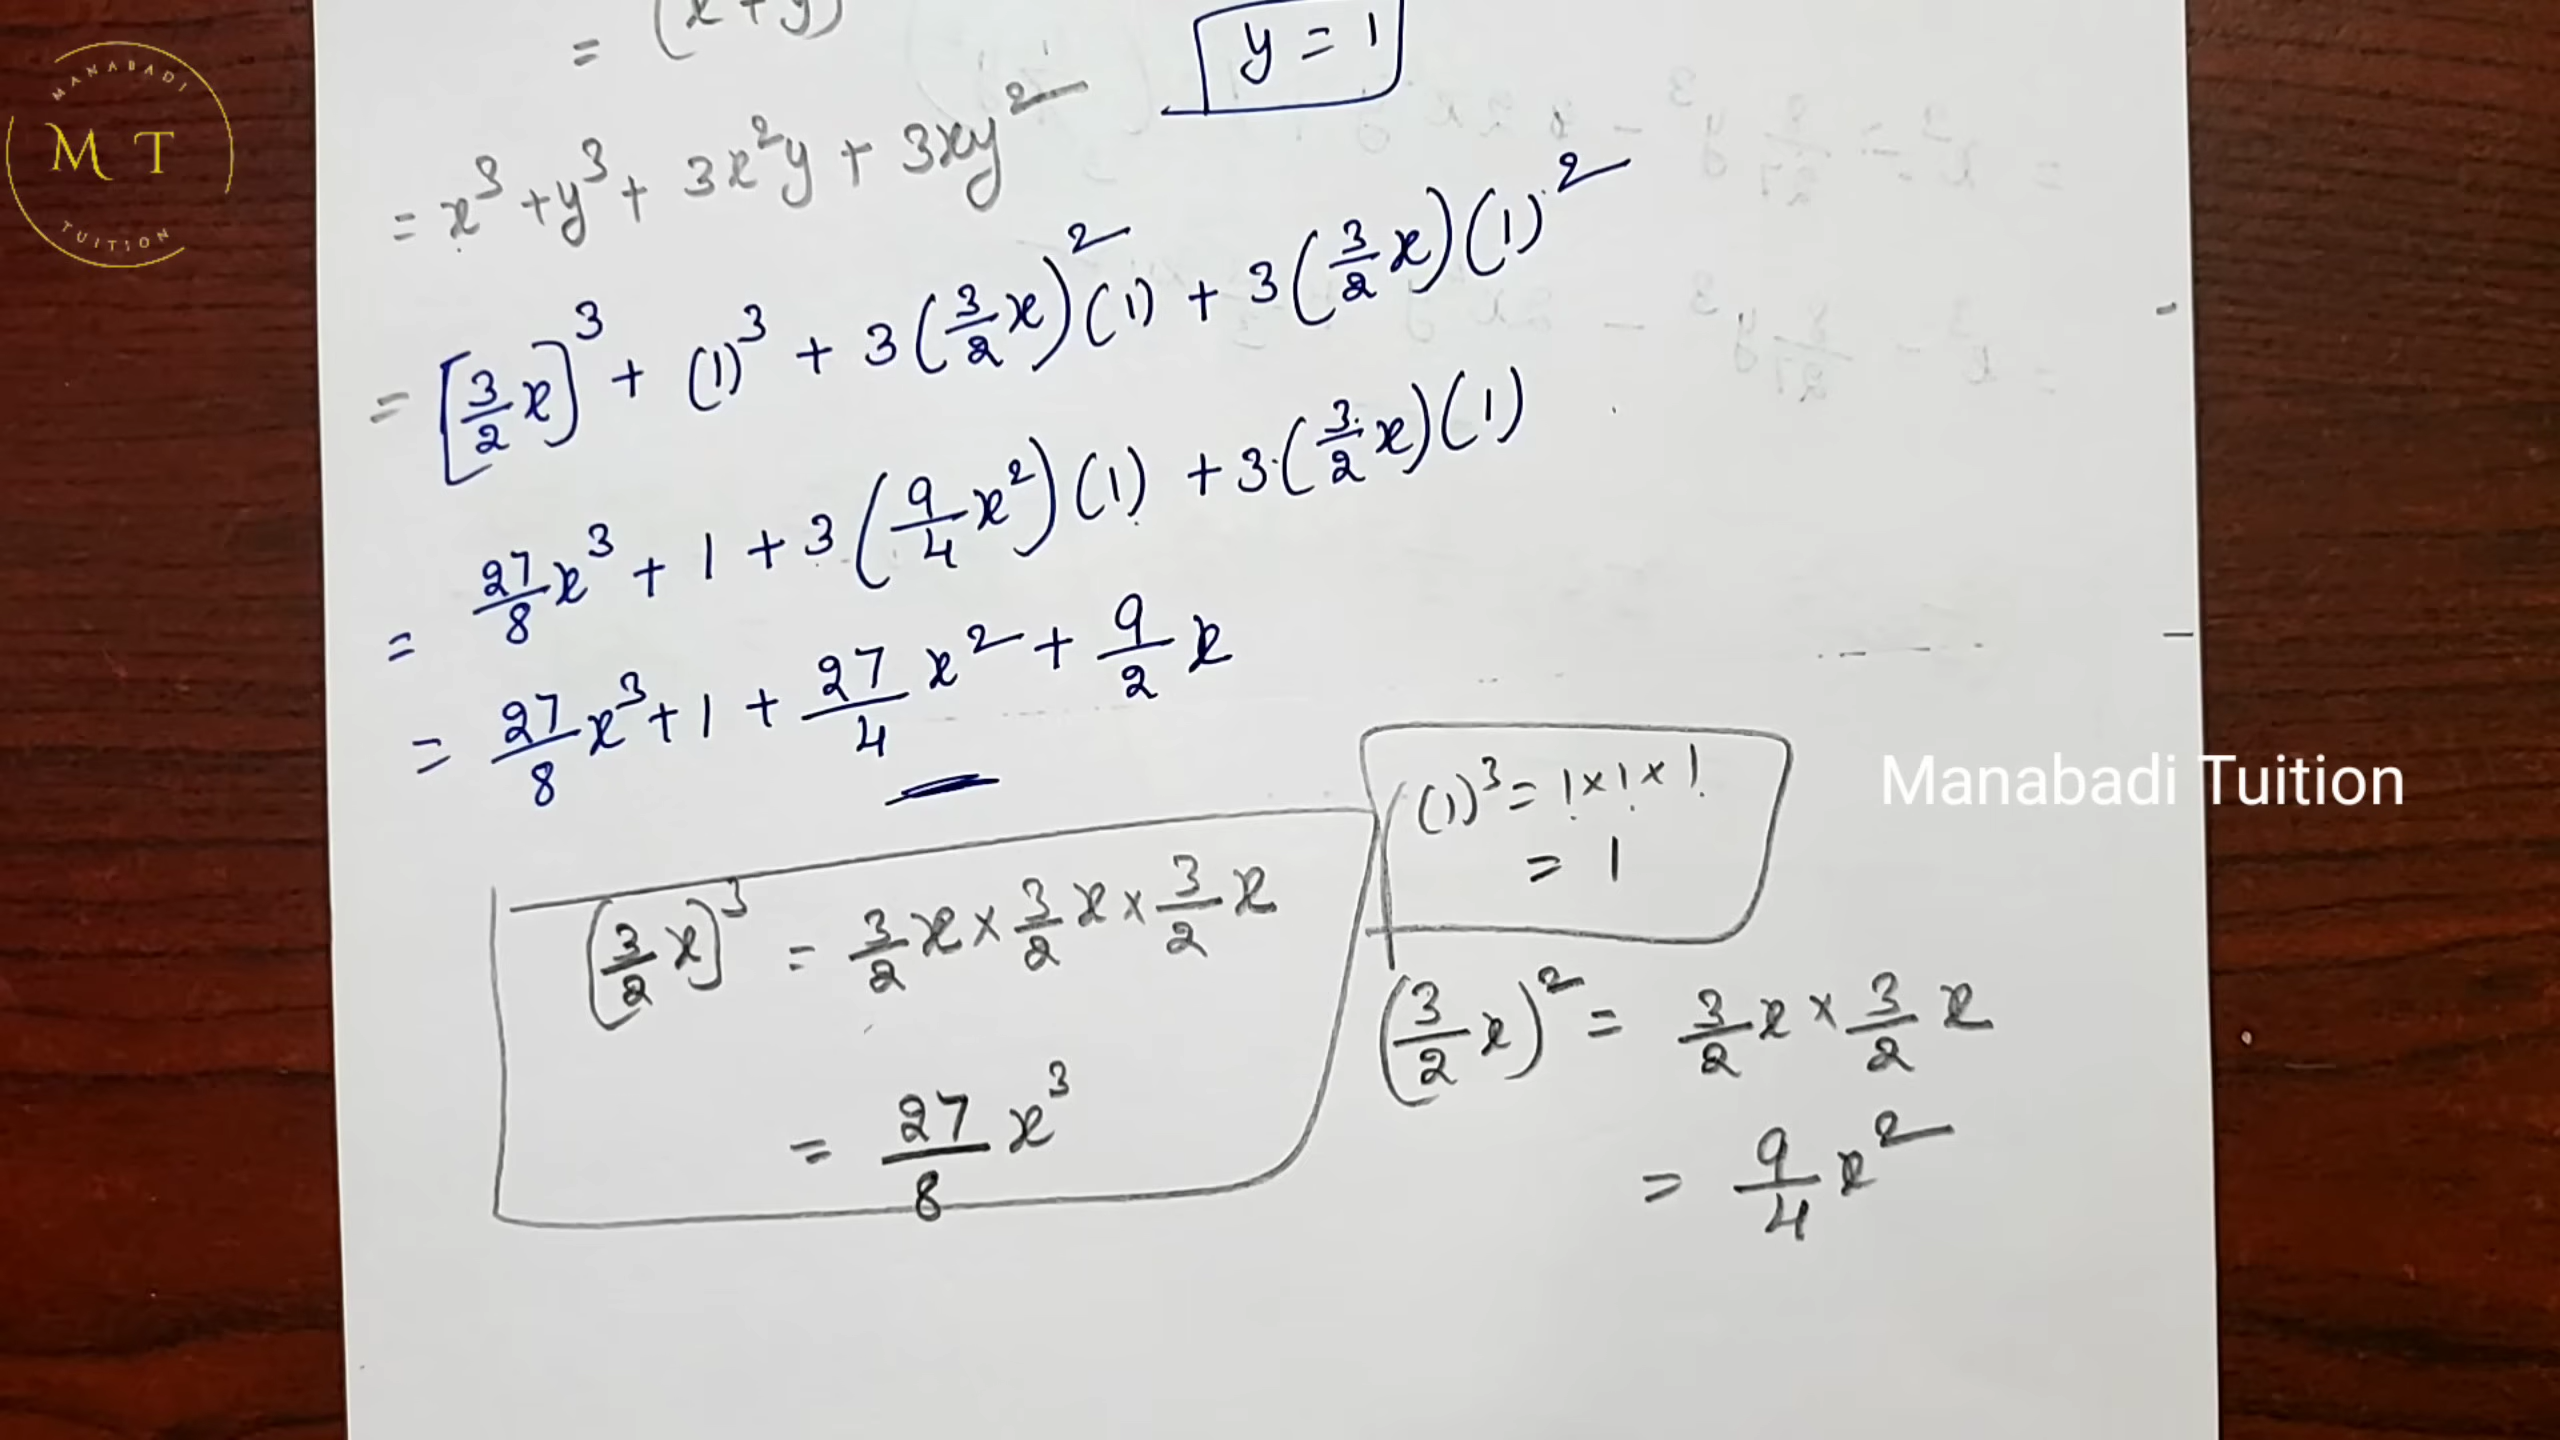 MANABADI
M T
TUITION
= (x+y)
y = 1
= x³ + y³ + 3x²y + 3xy²
= [3/2 x]³ + (1)³ + 3(3/2 x)²(1) + 3(3/2 x)(1)²
= 27/8 x³ + 1 + 3(9/4 x²)(1) + 3·(3/2 x)(1)
= 27/8 x³ + 1 + 27/4 x² + 9/2 x
(1)³ = 1 × 1 × 1
= 1
Manabadi Tuition
(3/2 x)³ = 3/2 x × 3/2 x × 3/2 x
= 27/8 x³
(3/2 x)² = 3/2 x × 3/2 x
= 9/4 x²